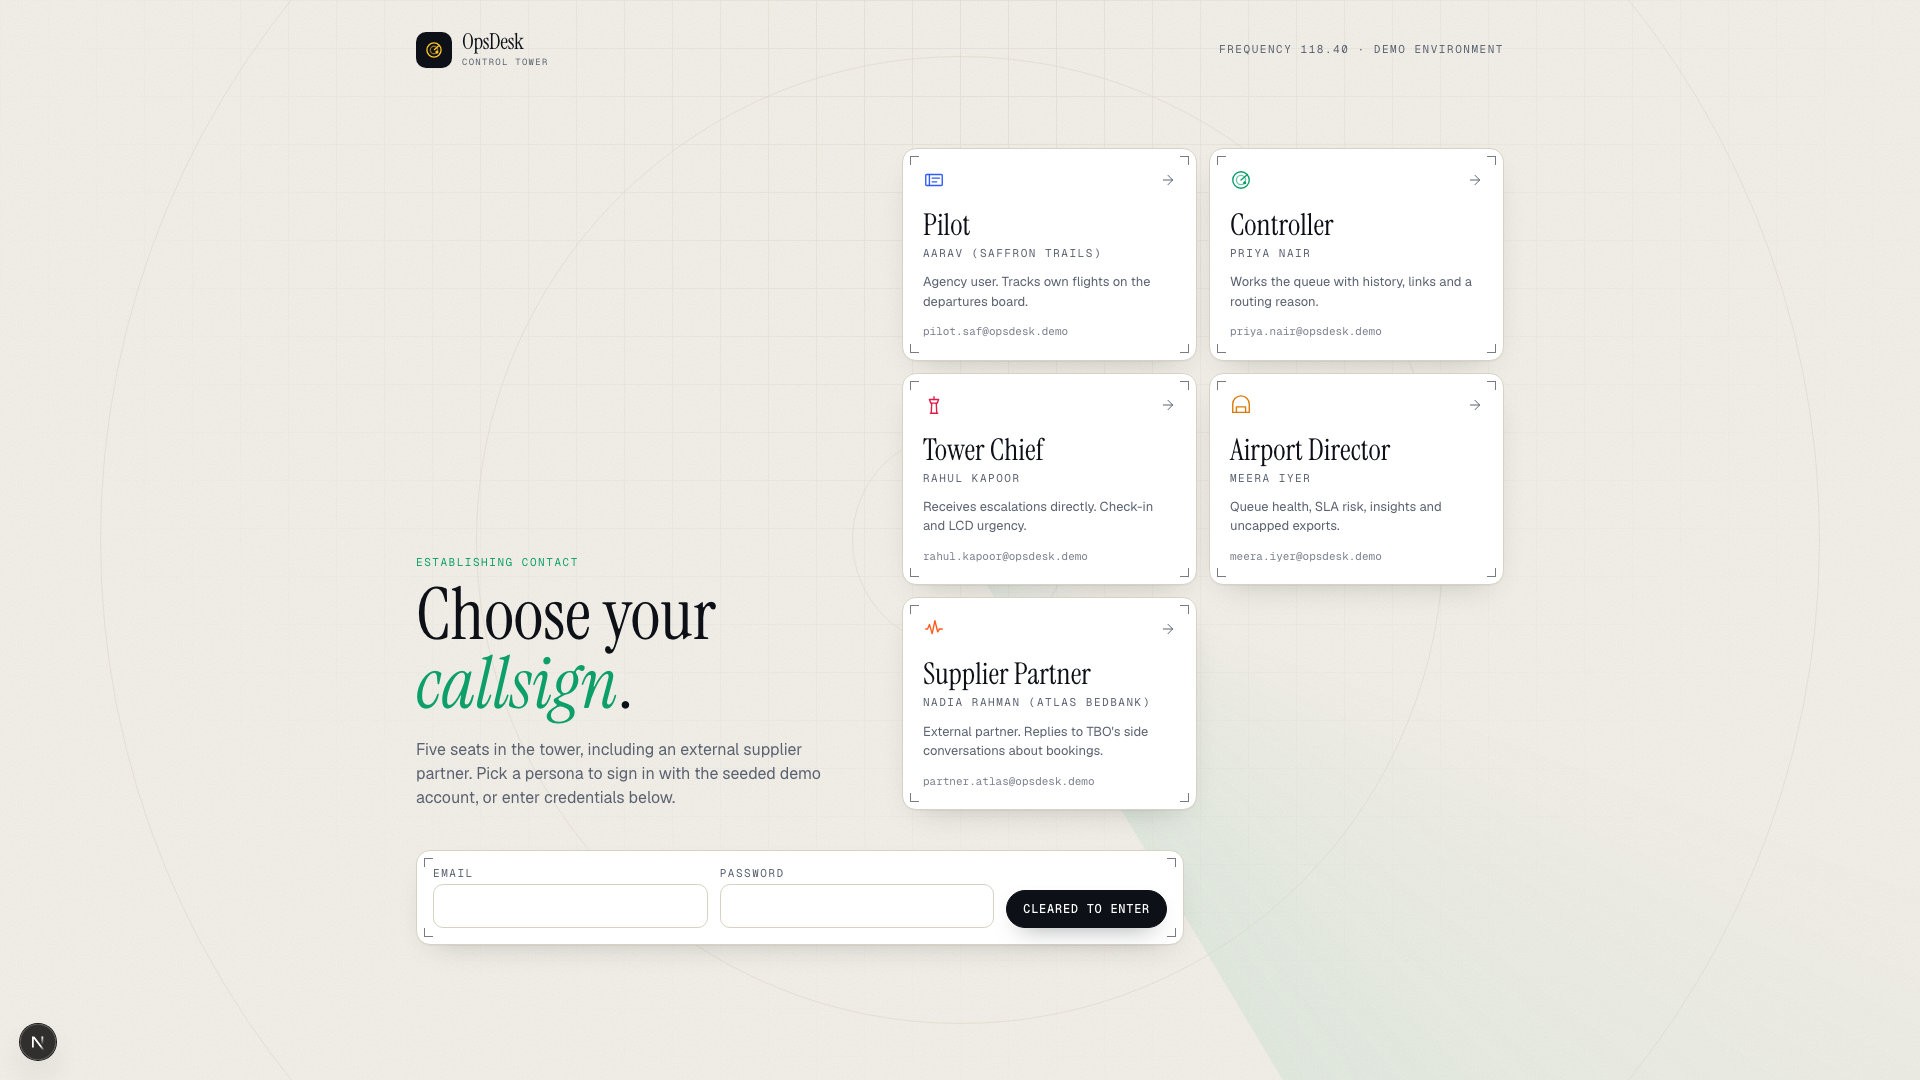 OpsDesk
CONTROL TOWER
FREQUENCY 118.40 · DEMO ENVIRONMENT
ESTABLISHING CONTACT
Choose your
callsign.
Five seats in the tower, including an external supplier
partner. Pick a persona to sign in with the seeded demo
account, or enter credentials below.
Pilot
AARAV (SAFFRON TRAILS)
Agency user. Tracks own flights on the
departures board.
pilot.saf@opsdesk.demo
Controller
PRIYA NAIR
Works the queue with history, links and a
routing reason.
priya.nair@opsdesk.demo
Tower Chief
RAHUL KAPOOR
Receives escalations directly. Check-in
and LCD urgency.
rahul.kapoor@opsdesk.demo
Airport Director
MEERA IYER
Queue health, SLA risk, insights and
uncapped exports.
meera.iyer@opsdesk.demo
Supplier Partner
NADIA RAHMAN (ATLAS BEDBANK)
External partner. Replies to TBO's side
conversations about bookings.
partner.atlas@opsdesk.demo
EMAIL
PASSWORD
CLEARED TO ENTER
N